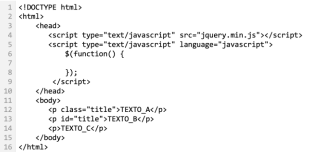 1 <!DOCTYPE html>
2 <html>
3     <head>
4         <script type="text/javascript" src="jquery.min.js"></script>
5         <script type="text/javascript" language="javascript">
6             $(function() {
7
8             });
9         </script>
10     </head>
11     <body>
12         <p class="title">TEXTO_A</p>
13         <p id="title">TEXTO_B</p>
14         <p>TEXTO_C</p>
15     </body>
16 </html>